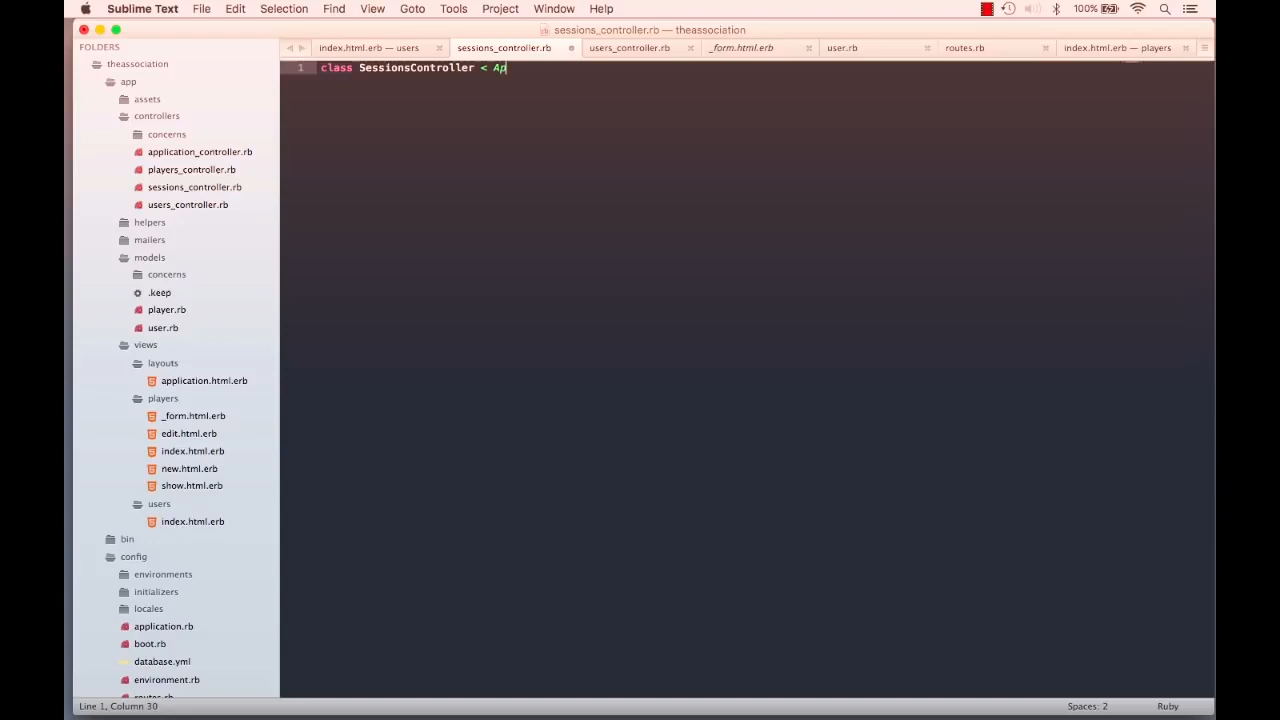 Sublime Text File Edit Selection Find View Goto Tools Project Window Help 100%
sessions_controller.rb — theassociation
FOLDERS
index.html.erb — users
sessions_controller.rb
users_controller.rb
_form.html.erb
user.rb
routes.rb
index.html.erb — players
theassociation
app
assets
controllers
concerns
application_controller.rb
players_controller.rb
sessions_controller.rb
users_controller.rb
helpers
mailers
models
concerns
.keep
player.rb
user.rb
views
layouts
application.html.erb
players
_form.html.erb
edit.html.erb
index.html.erb
new.html.erb
show.html.erb
users
index.html.erb
bin
config
environments
initializers
locales
application.rb
boot.rb
database.yml
environment.rb
routes.rb
1 class SessionsController < Ap
Line 1, Column 30
Spaces: 2
Ruby